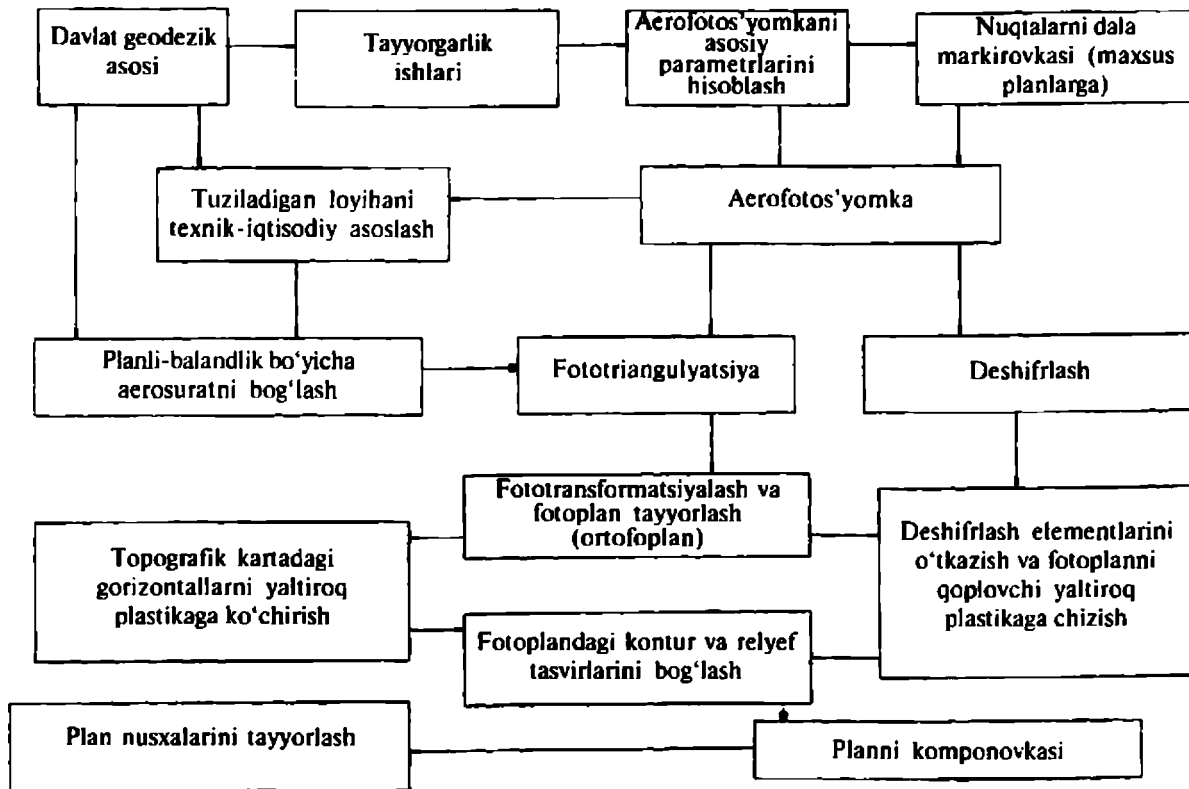 Davlat geodezik
asosi
Tayyorgarlik
ishlari
Aerofotos’yomkani
asosiy
parametrlarini
hisoblash
Nuqtalarni dala
markirovkasi (maxsus
planlarga)
Tuziladigan loyihani
texnik-iqtisodiy asoslash
Aerofotos’yomka
Planli-balandlik bo‘yicha
aerosuratni bog‘lash
Fototriangulyatsiya
Deshifrlash
Fototransformatsiyalash va
fotoplan tayyorlash
(ortofoplan)
Topografik kartadagi
gorizontallarni yaltiroq
plastikaga ko‘chirish
Deshifrlash elementlarini
o‘tkazish va fotoplanni
qoplovchi yaltiroq
plastikaga chizish
Fotoplandagi kontur va relyef
tasvirlarini bog‘lash
Plan nusxalarini tayyorlash
Planni komponovkasi